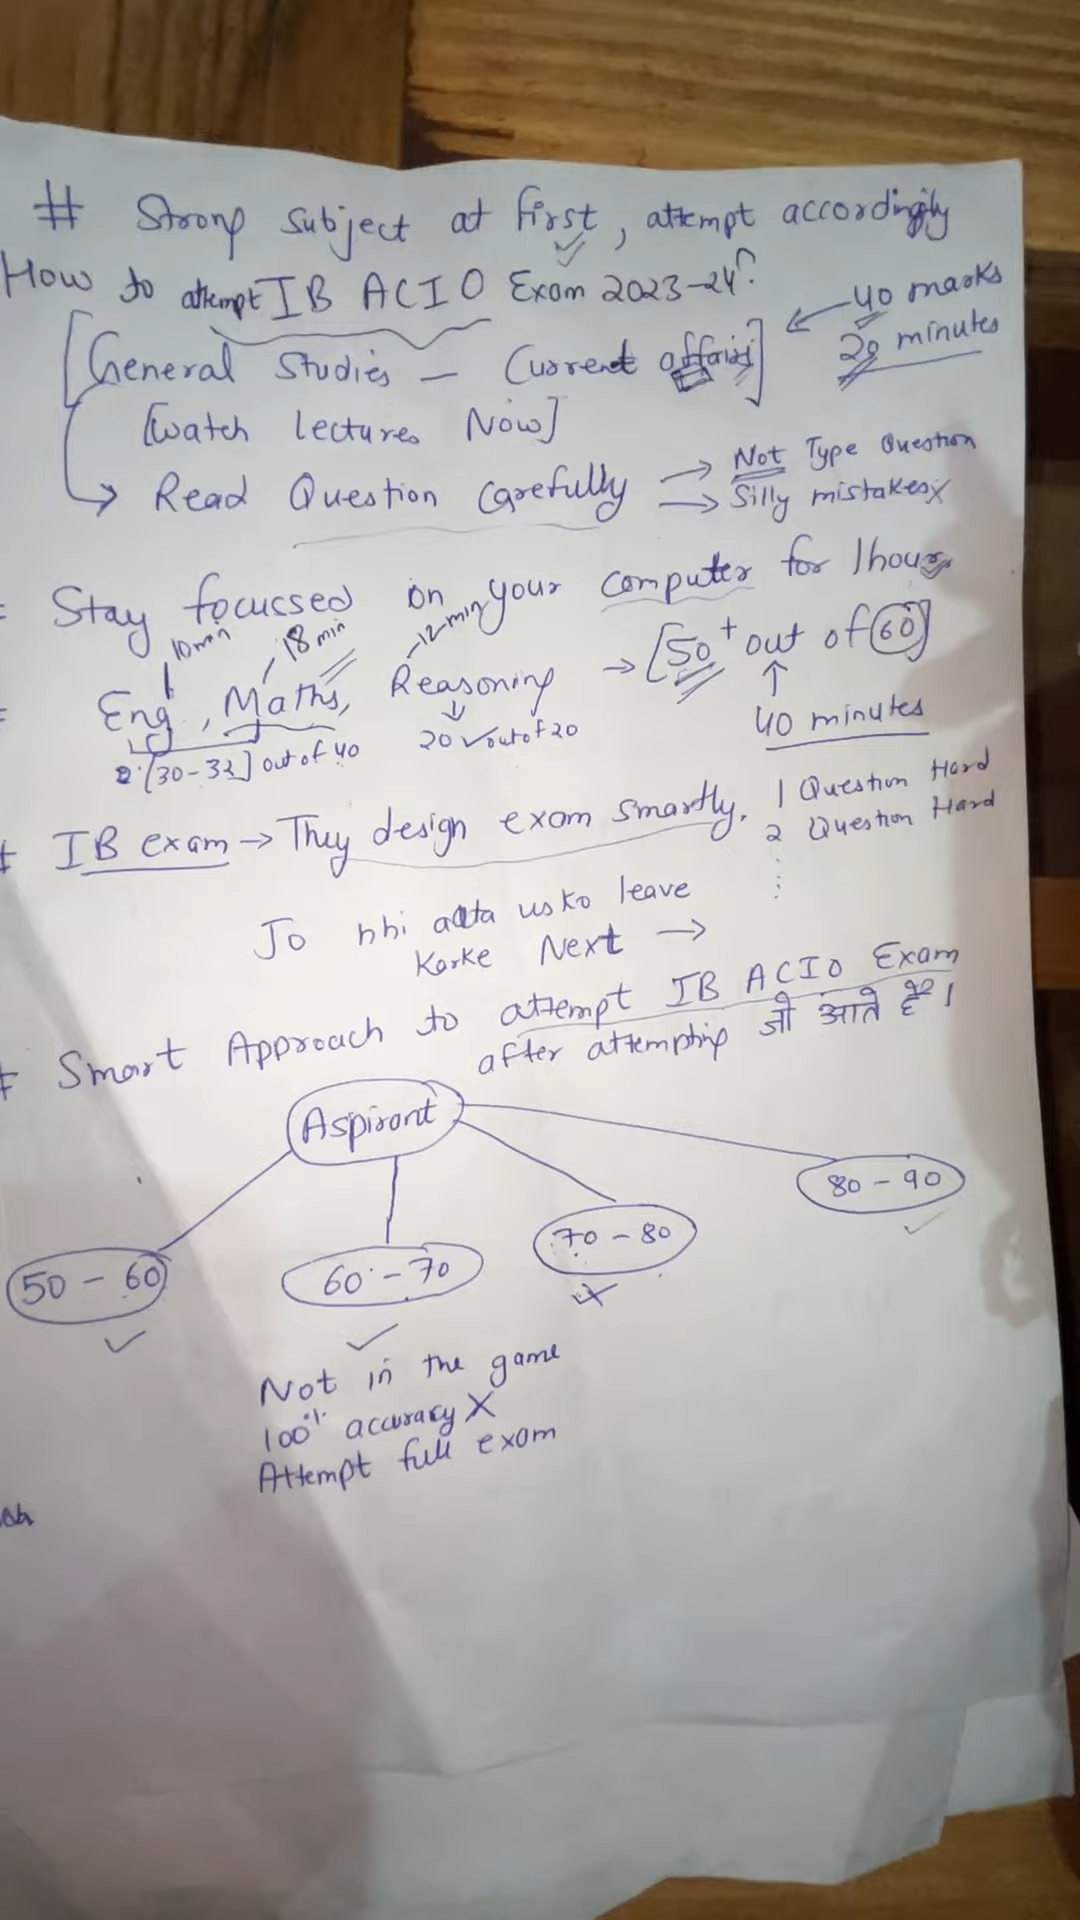 # Strong subject at first, attempt accordingly
How to attempt IB ACIO Exam 2023-24?
[General Studies - Current affairs] ← 40 marks
20 minutes
[Watch lectures Now]
→ Read Question Carefully → Not Type Question
→ Silly mistakes x
Stay focussed on your computer for 1 hour
10 min 18 min 12 min
Eng, Maths, Reasoning → [50+ out of 60]
↑
40 minutes
[30-32] out of 40
20 ✓ out of 20
IB exam → They design exam smartly. 1 Question Hard
2 Question Hard
Jo nhi aata usko leave
Karke Next →
Smart Approach to attempt IB ACIO Exam
after attempting जो आते है।
Aspirant
50 - 60 ✓
60 - 70 ✓
70 - 80
80 - 90 ✓
Not in the game
100% accuracy X
Attempt full exam